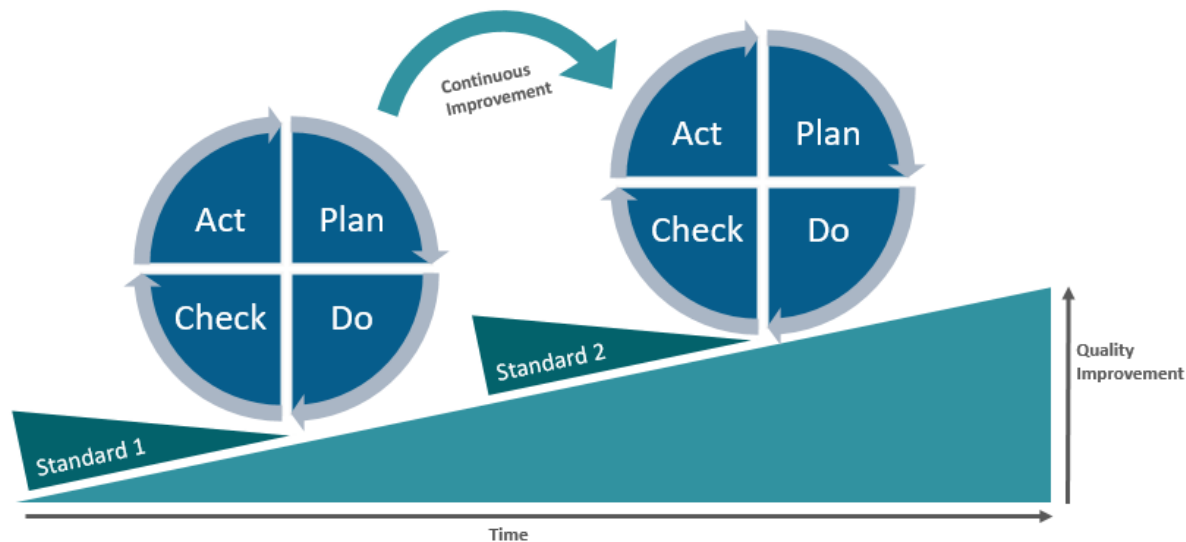 Continuous
Improvement
Act
Plan
Check
Do
Act
Plan
Check
Do
Standard 1
Standard 2
Quality
Improvement
Time